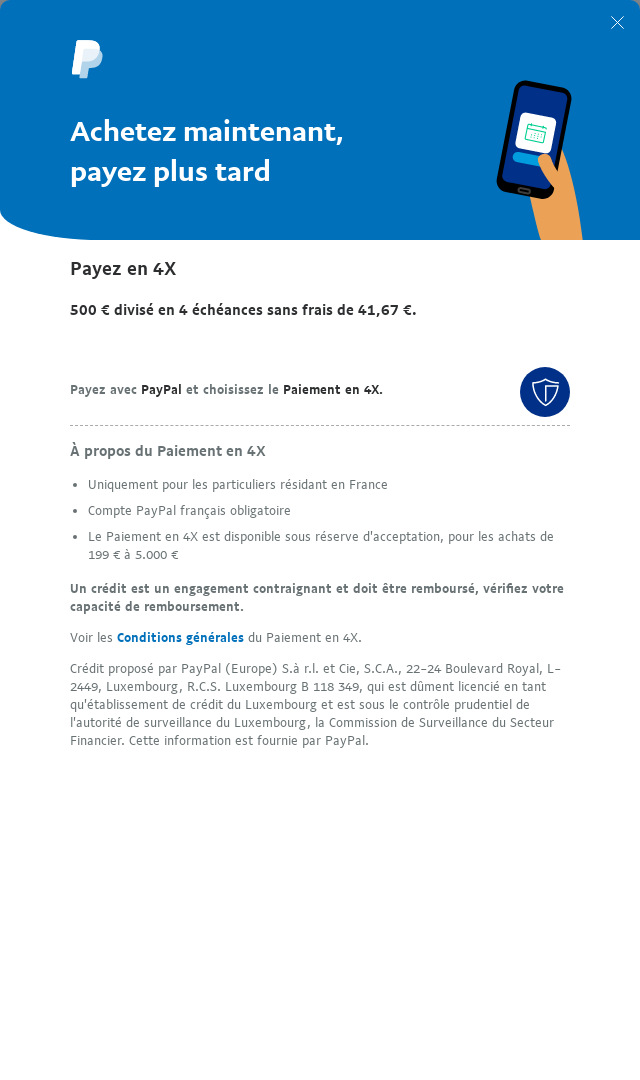 Achetez maintenant,
payez plus tard
Payez en 4X
500 € divisé en 4 échéances sans frais de 41,67 €.
Payez avec PayPal et choisissez le Paiement en 4X.
À propos du Paiement en 4X
• Uniquement pour les particuliers résidant en France
• Compte PayPal français obligatoire
• Le Paiement en 4X est disponible sous réserve d'acceptation, pour les achats de
199 € à 5.000 €
Un crédit est un engagement contraignant et doit être remboursé, vérifiez votre
capacité de remboursement.
Voir les Conditions générales du Paiement en 4X.
Crédit proposé par PayPal (Europe) S.à r.l. et Cie, S.C.A., 22–24 Boulevard Royal, L–
2449, Luxembourg, R.C.S. Luxembourg B 118 349, qui est dûment licencié en tant
qu'établissement de crédit du Luxembourg et est sous le contrôle prudentiel de
l'autorité de surveillance du Luxembourg, la Commission de Surveillance du Secteur
Financier. Cette information est fournie par PayPal.